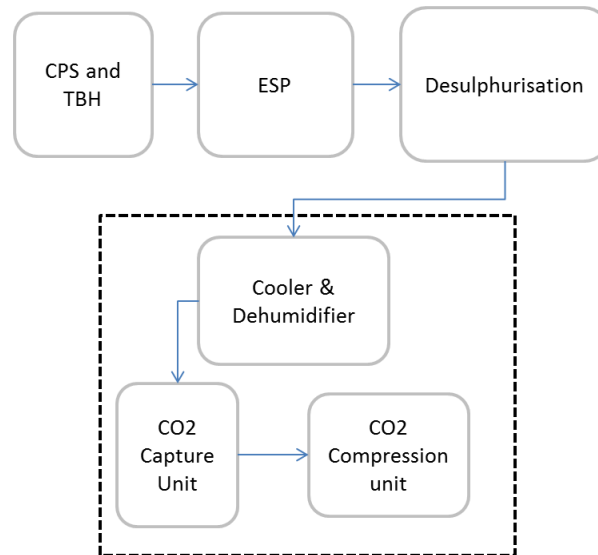 CPS and
TBH
ESP
Desulphurisation
Cooler &
Dehumidifier
CO2
Capture
Unit
CO2
Compression
unit